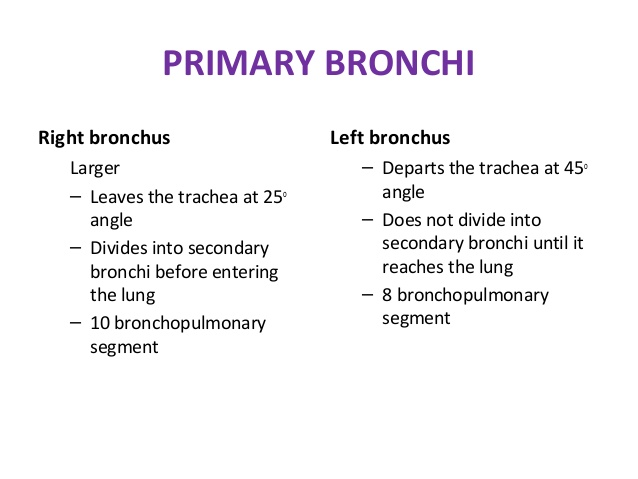 PRIMARY BRONCHI
Right bronchus
Larger
– Leaves the trachea at 25⁰
angle
– Divides into secondary
bronchi before entering
the lung
– 10 bronchopulmonary
segment
Left bronchus
– Departs the trachea at 45⁰
angle
– Does not divide into
secondary bronchi until it
reaches the lung
– 8 bronchopulmonary
segment